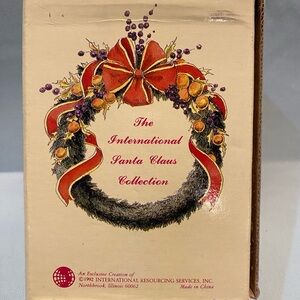 The
International
Santa Claus
Collection
An Exclusive Creation of
©1992 INTERNATIONAL RESOURCING SERVICES, INC.
Northbrook, Illinois 60062 Made in China